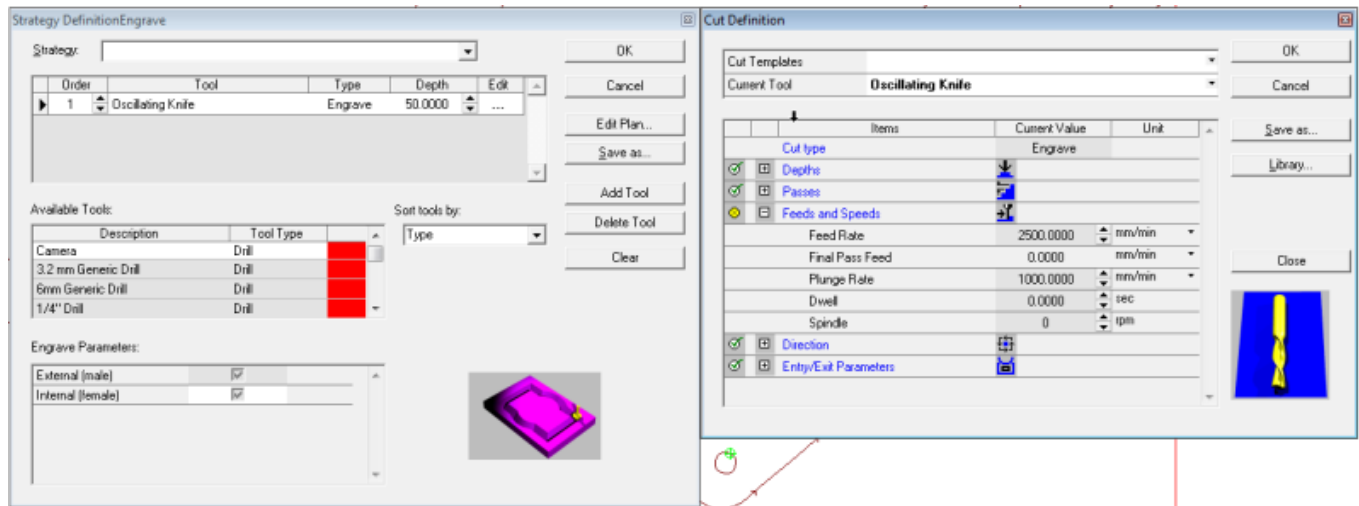 Strategy DefinitionEngrave
Strategy:
OK
Order Tool Type Depth Edit
1 Oscillating Knife Engrave 50.0000 ...
Cancel
Edit Plan...
Save as...
Add Tool
Delete Tool
Clear
Available Tools:
Sort tools by:
Description Tool Type
Type
Camera Drill
3.2 mm Generic Drill Drill
6mm Generic Drill Drill
1/4" Drill Drill
Engrave Parameters:
External (male)
Internal (female)
Cut Definition
Cut Templates
Current Tool Oscillating Knife
OK
Cancel
Save as...
Library...
Close
Items Current Value Unit
Cut type Engrave
Depths
Passes
Feeds and Speeds
Feed Rate 2500.0000 mm/min
Final Pass Feed 0.0000 mm/min
Plunge Rate 1000.0000 mm/min
Dwell 0.0000 sec
Spindle 0 rpm
Direction
Entry/Exit Parameters